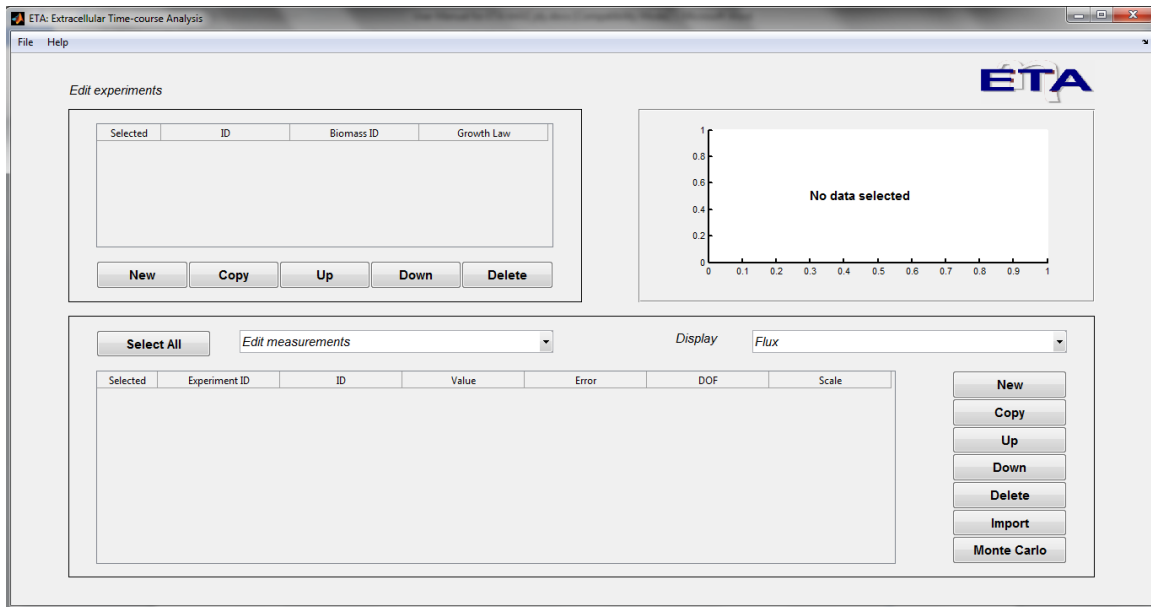 ETA: Extracellular Time-course Analysis
File Help
ETA
Edit experiments
Selected ID Biomass ID Growth Law
New Copy Up Down Delete
1
0.8
0.6
0.4
0.2
0
No data selected
0 0.1 0.2 0.3 0.4 0.5 0.6 0.7 0.8 0.9 1
Select All Edit measurements Display Flux
Selected Experiment ID ID Value Error DOF Scale
New
Copy
Up
Down
Delete
Import
Monte Carlo